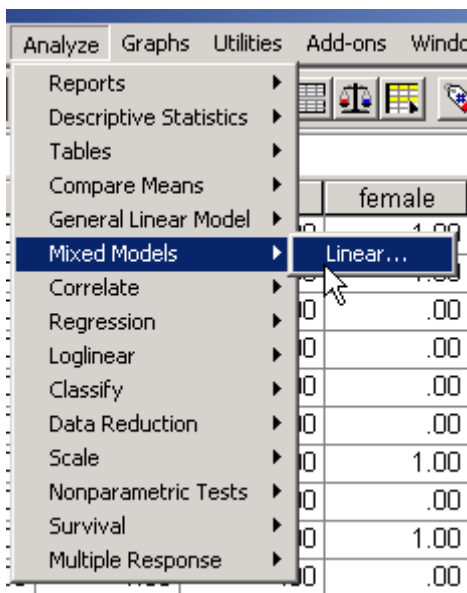 Analyze Graphs Utilities Add-ons
Reports
Descriptive Statistics
Tables
Compare Means
General Linear Model
Mixed Models
Linear...
Correlate
Regression
Loglinear
Classify
Data Reduction
Scale
Nonparametric Tests
Survival
Multiple Response
female
.00
.00
.00
.00
1.00
.00
1.00
.00